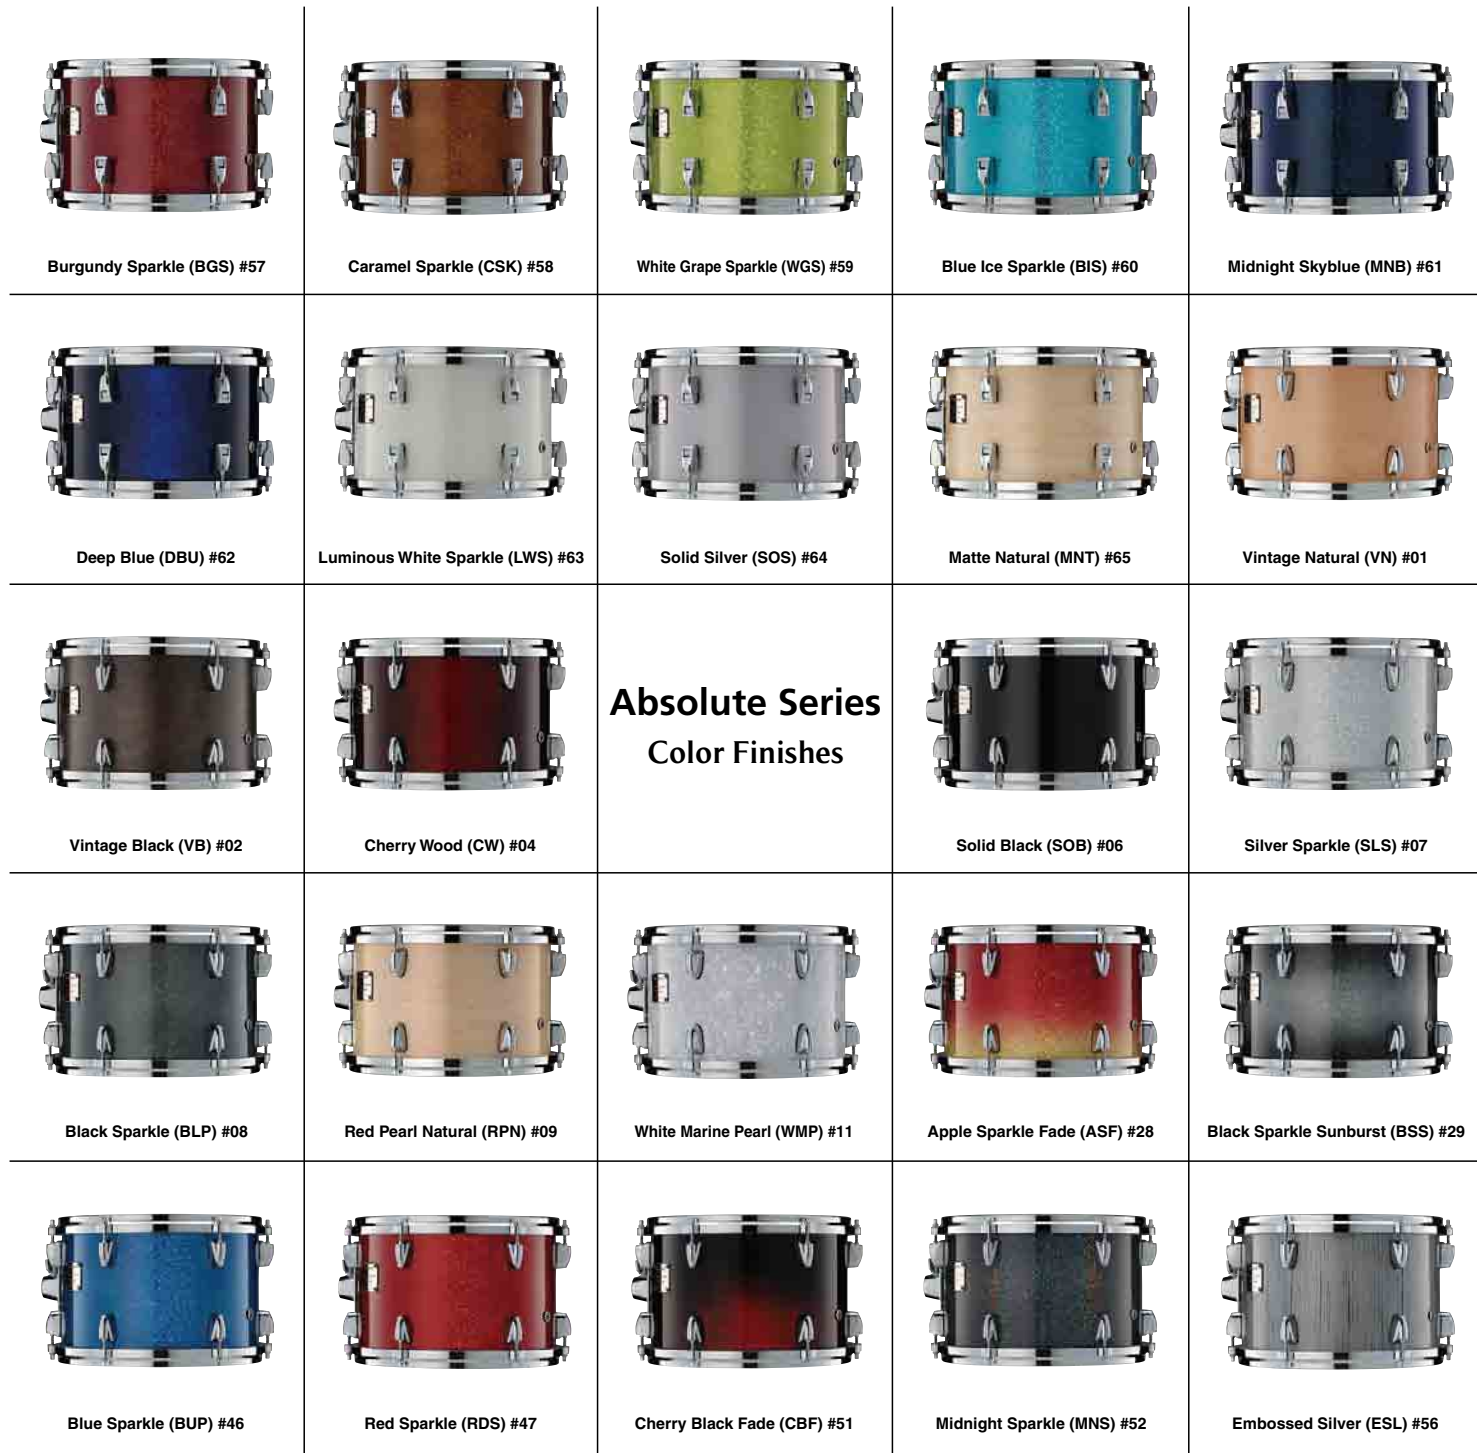 Burgundy Sparkle (BGS) #57
Caramel Sparkle (CSK) #58
White Grape Sparkle (WGS) #59
Blue Ice Sparkle (BIS) #60
Midnight Skyblue (MNB) #61
Deep Blue (DBU) #62
Luminous White Sparkle (LWS) #63
Solid Silver (SOS) #64
Matte Natural (MNT) #65
Vintage Natural (VN) #01
Vintage Black (VB) #02
Cherry Wood (CW) #04
Absolute Series
Color Finishes
Solid Black (SOB) #06
Silver Sparkle (SLS) #07
Black Sparkle (BLP) #08
Red Pearl Natural (RPN) #09
White Marine Pearl (WMP) #11
Apple Sparkle Fade (ASF) #28
Black Sparkle Sunburst (BSS) #29
Blue Sparkle (BUP) #46
Red Sparkle (RDS) #47
Cherry Black Fade (CBF) #51
Midnight Sparkle (MNS) #52
Embossed Silver (ESL) #56